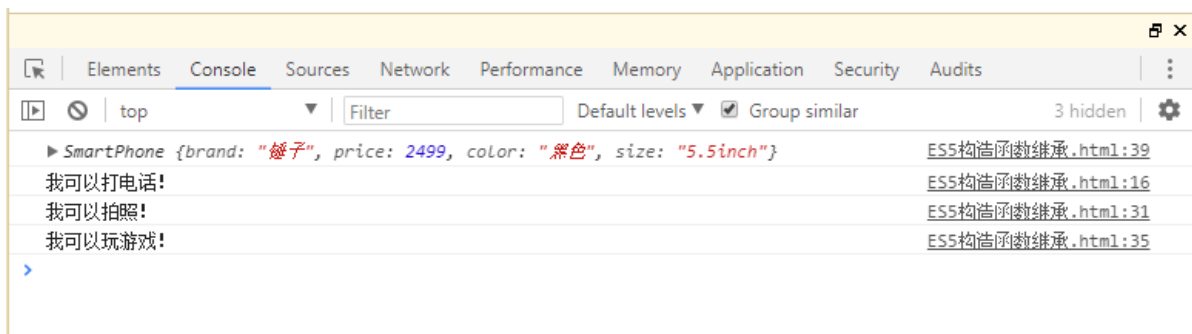 Elements Console Sources Network Performance Memory Application Security Audits
top Filter Default levels Group similar 3 hidden
SmartPhone {brand: "锤子", price: 2499, color: "黑色", size: "5.5inch"} ES5构造函数继承.html:39
我可以打电话! ES5构造函数继承.html:16
我可以拍照! ES5构造函数继承.html:31
我可以玩游戏! ES5构造函数继承.html:35